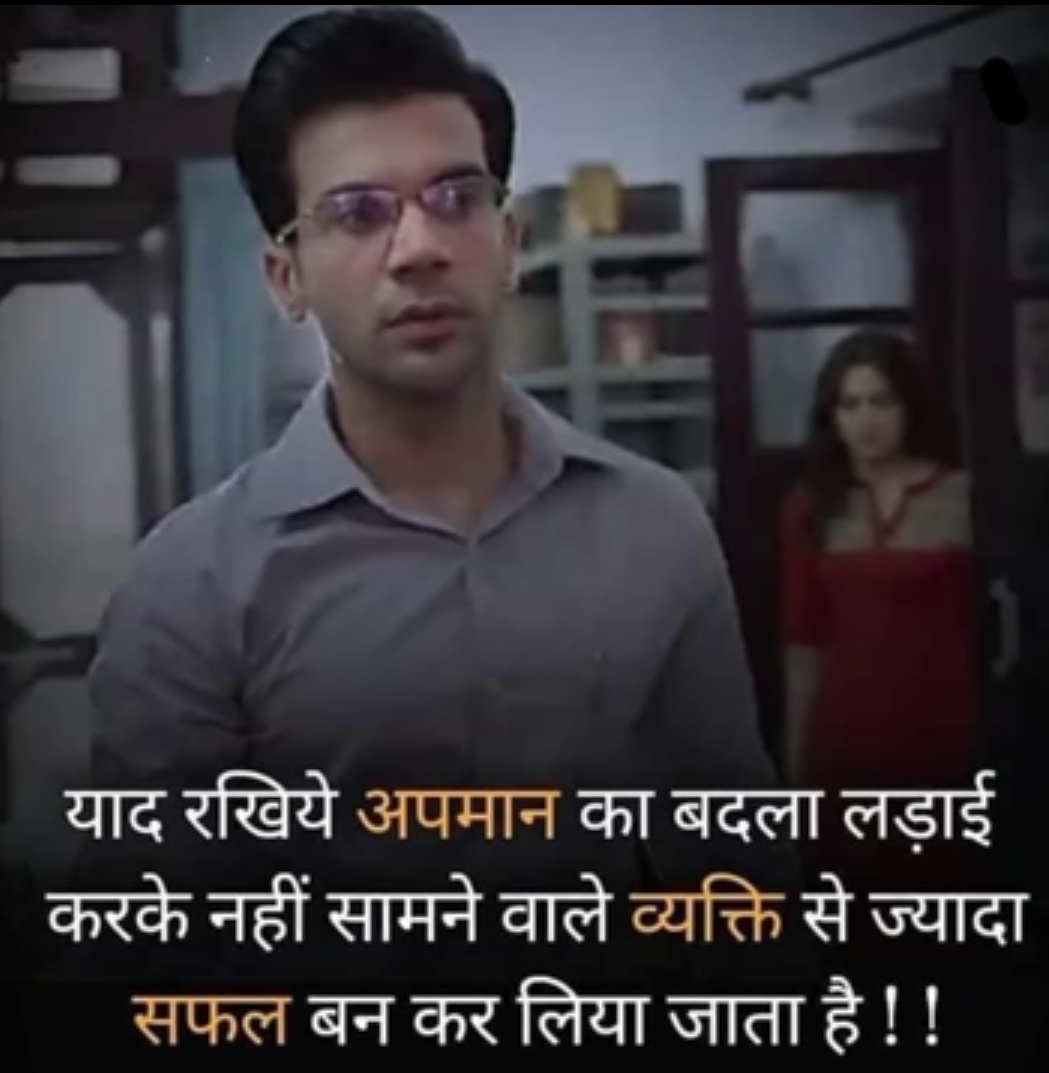 याद रखिये अपमान का बदला लड़ाई
करके नहीं सामने वाले व्यक्ति से ज्यादा
सफल बन कर लिया जाता है ! !